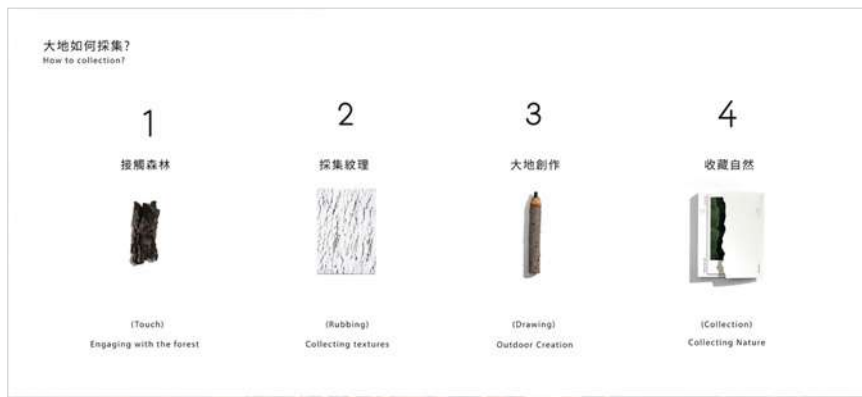 大地如何採集?
How to collection?
1
2
3
4
接觸森林
採集紋理
大地創作
收藏自然
(Touch)
(Rubbing)
(Drawing)
(Collection)
Engaging with the forest
Collecting textures
Outdoor Creation
Collecting Nature